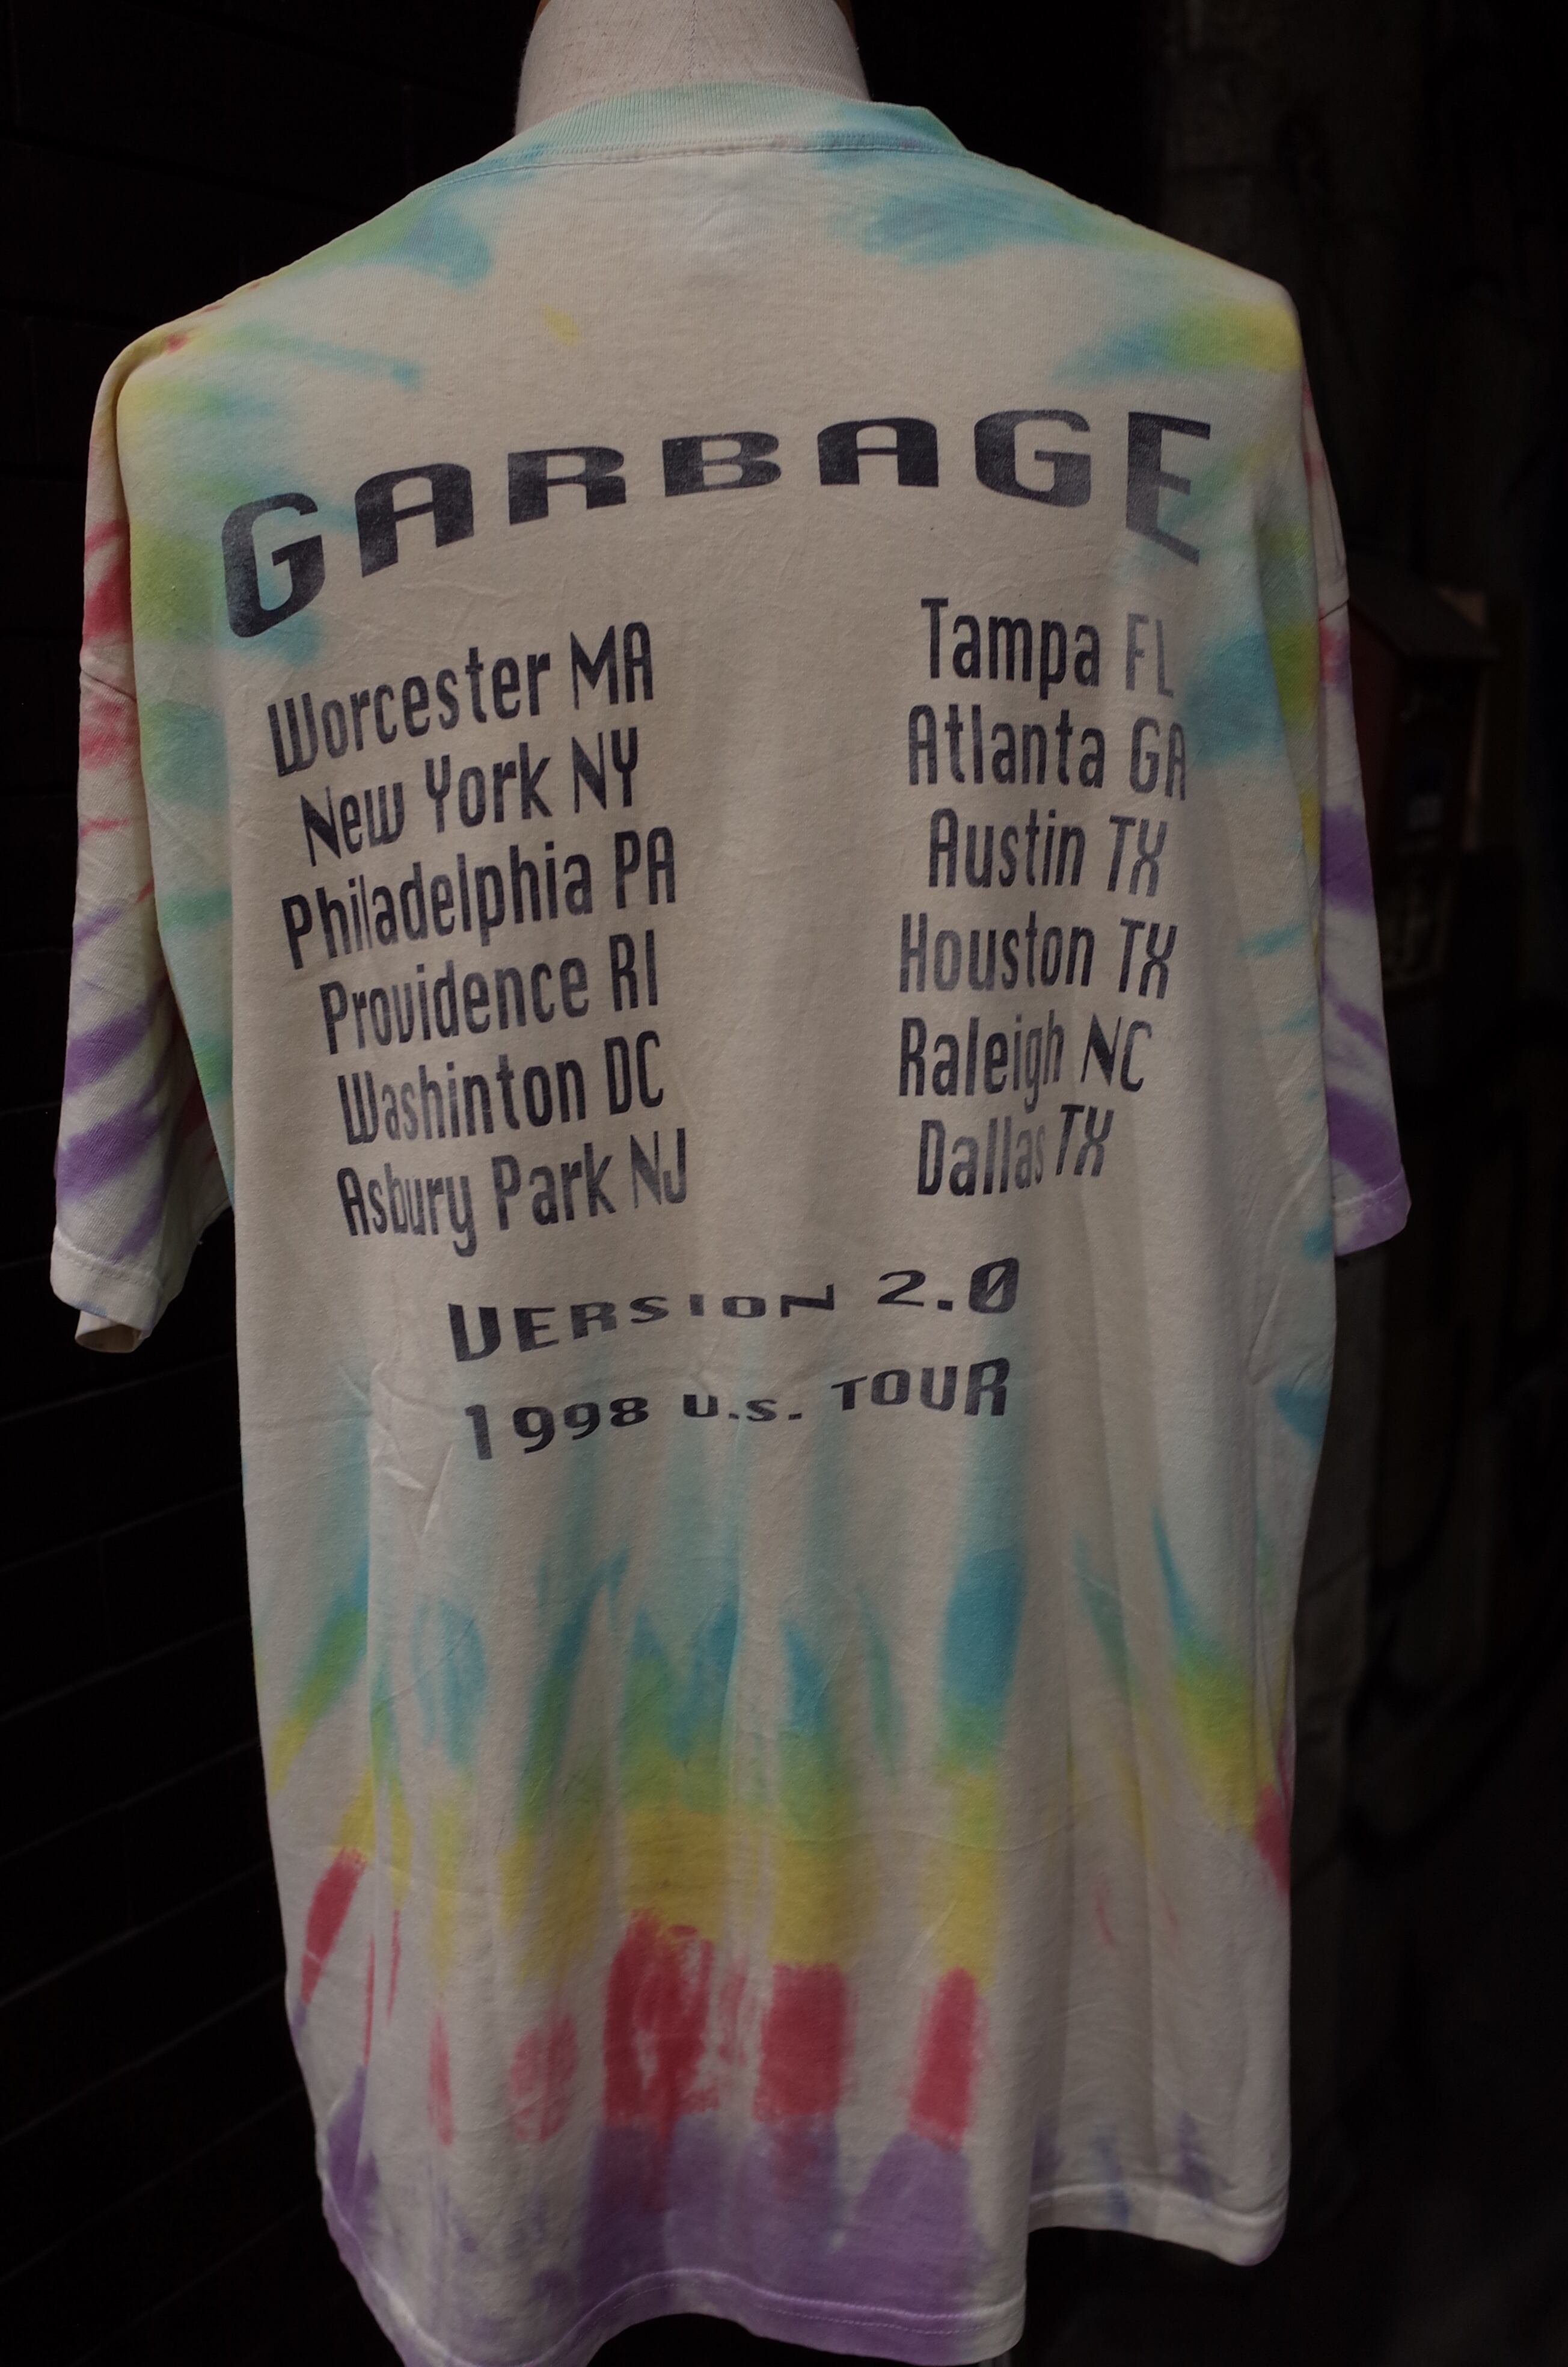 GARBAGE
Worcester MA
New York NY
Philadelphia PA
Providence RI
Washinton DC
Asbury Park NJ
Tampa FL
Atlanta GA
Austin TX
Houston TX
Raleigh NC
Dallas TX
VERSION 2.0
1998 U.S. TOUR